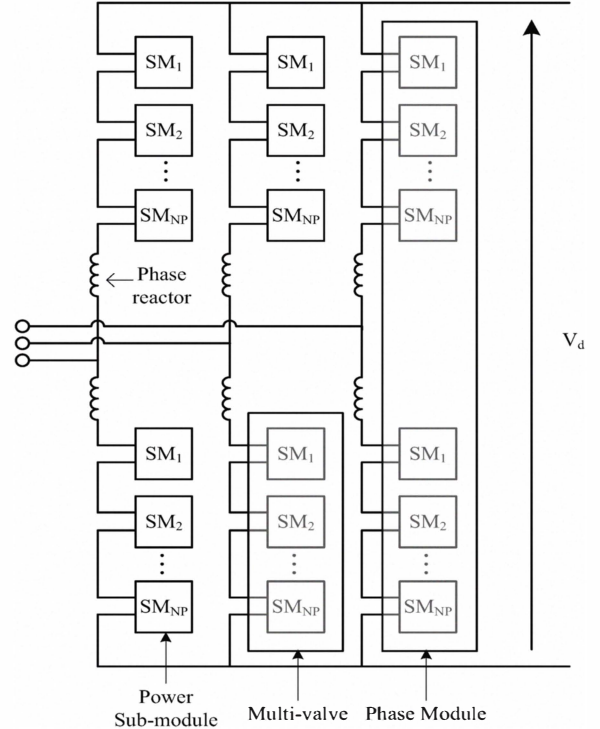 SM1 SM1 SM1
SM2 SM2 SM2
SMNP SMNP SMNP
Phase
reactor
Vd
SM1 SM1 SM1
SM2 SM2 SM2
SMNP SMNP SMNP
Power
Sub-module
Multi-valve
Phase Module